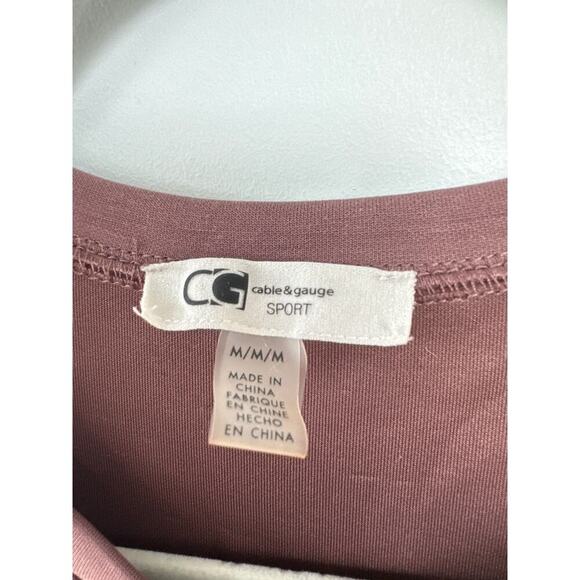 CG cable&gauge
SPORT
M/M/M
MADE IN
CHINA
FABRIQUE
EN CHINE
HECHO
EN CHINA